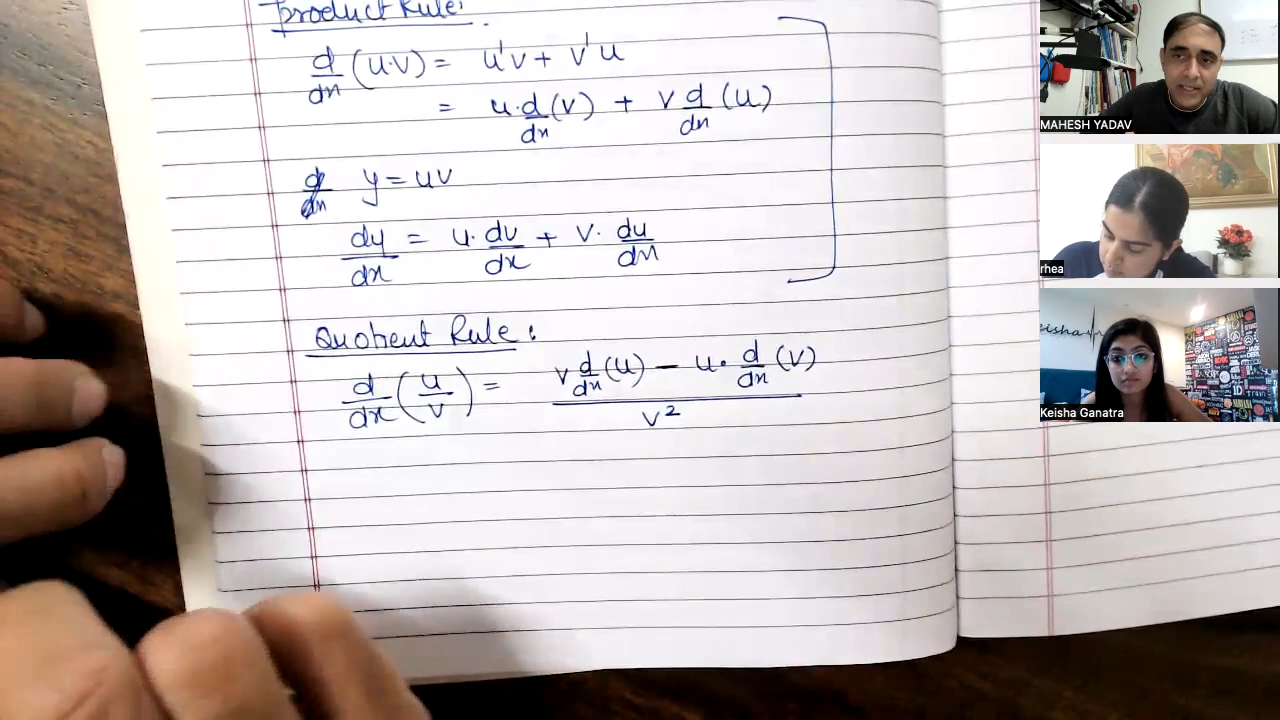 product Rule:
d/dx (u.v) = u'v + v'u
= u.d/dx (v) + v d/dx (u)
d/dx y = uv
dy/dx = u. dv/dx + v. du/dx
Quotient Rule:
d/dx (u/v) = v d/dx (u) - u. d/dx (v) / v²
MAHESH YADAV
rhea
Keisha Ganatra